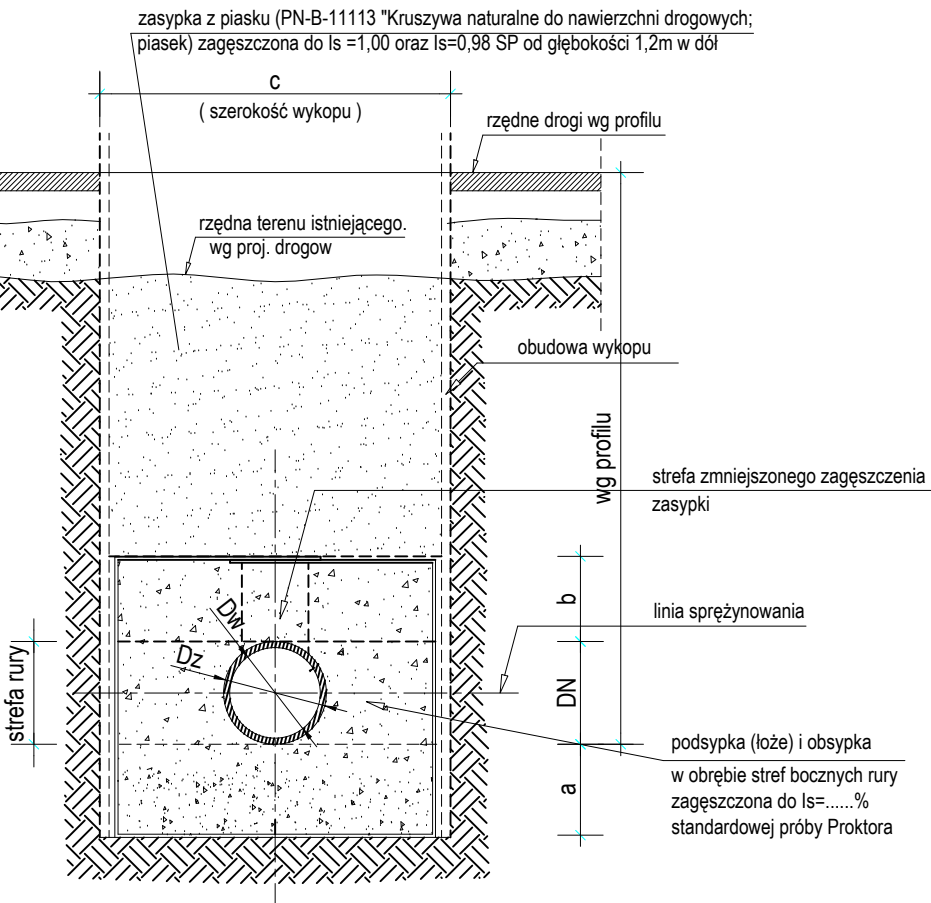 zasypka z piasku (PN-B-11113 "Kruszywa naturalne do nawierzchni drogowych;
piasek) zagęszczona do Is =1,00 oraz Is=0,98 SP od głębokości 1,2m w dół
c
( szerokość wykopu )
rzędne drogi wg profilu
rzędna terenu istniejącego.
wg proj. drogow
obudowa wykopu
wg profilu
strefa zmniejszonego zagęszczenia
zasypki
b
linia sprężynowania
Dw
Dz
DN
strefa rury
podsypka (łoże) i obsypka
w obrębie stref bocznych rury
zagęszczona do Is=......%
standardowej próby Proktora
a